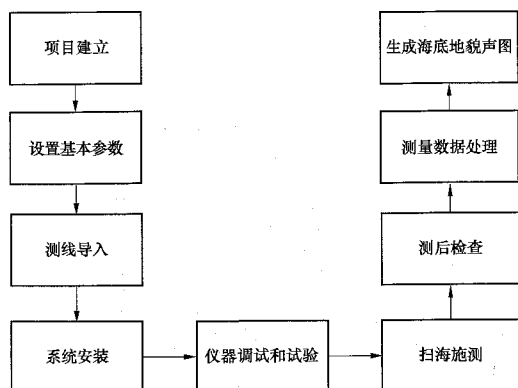 项目建立
设置基本参数
测线导入
系统安装
仪器调试和试验
扫海施测
测后检查
测量数据处理
生成海底地貌声图